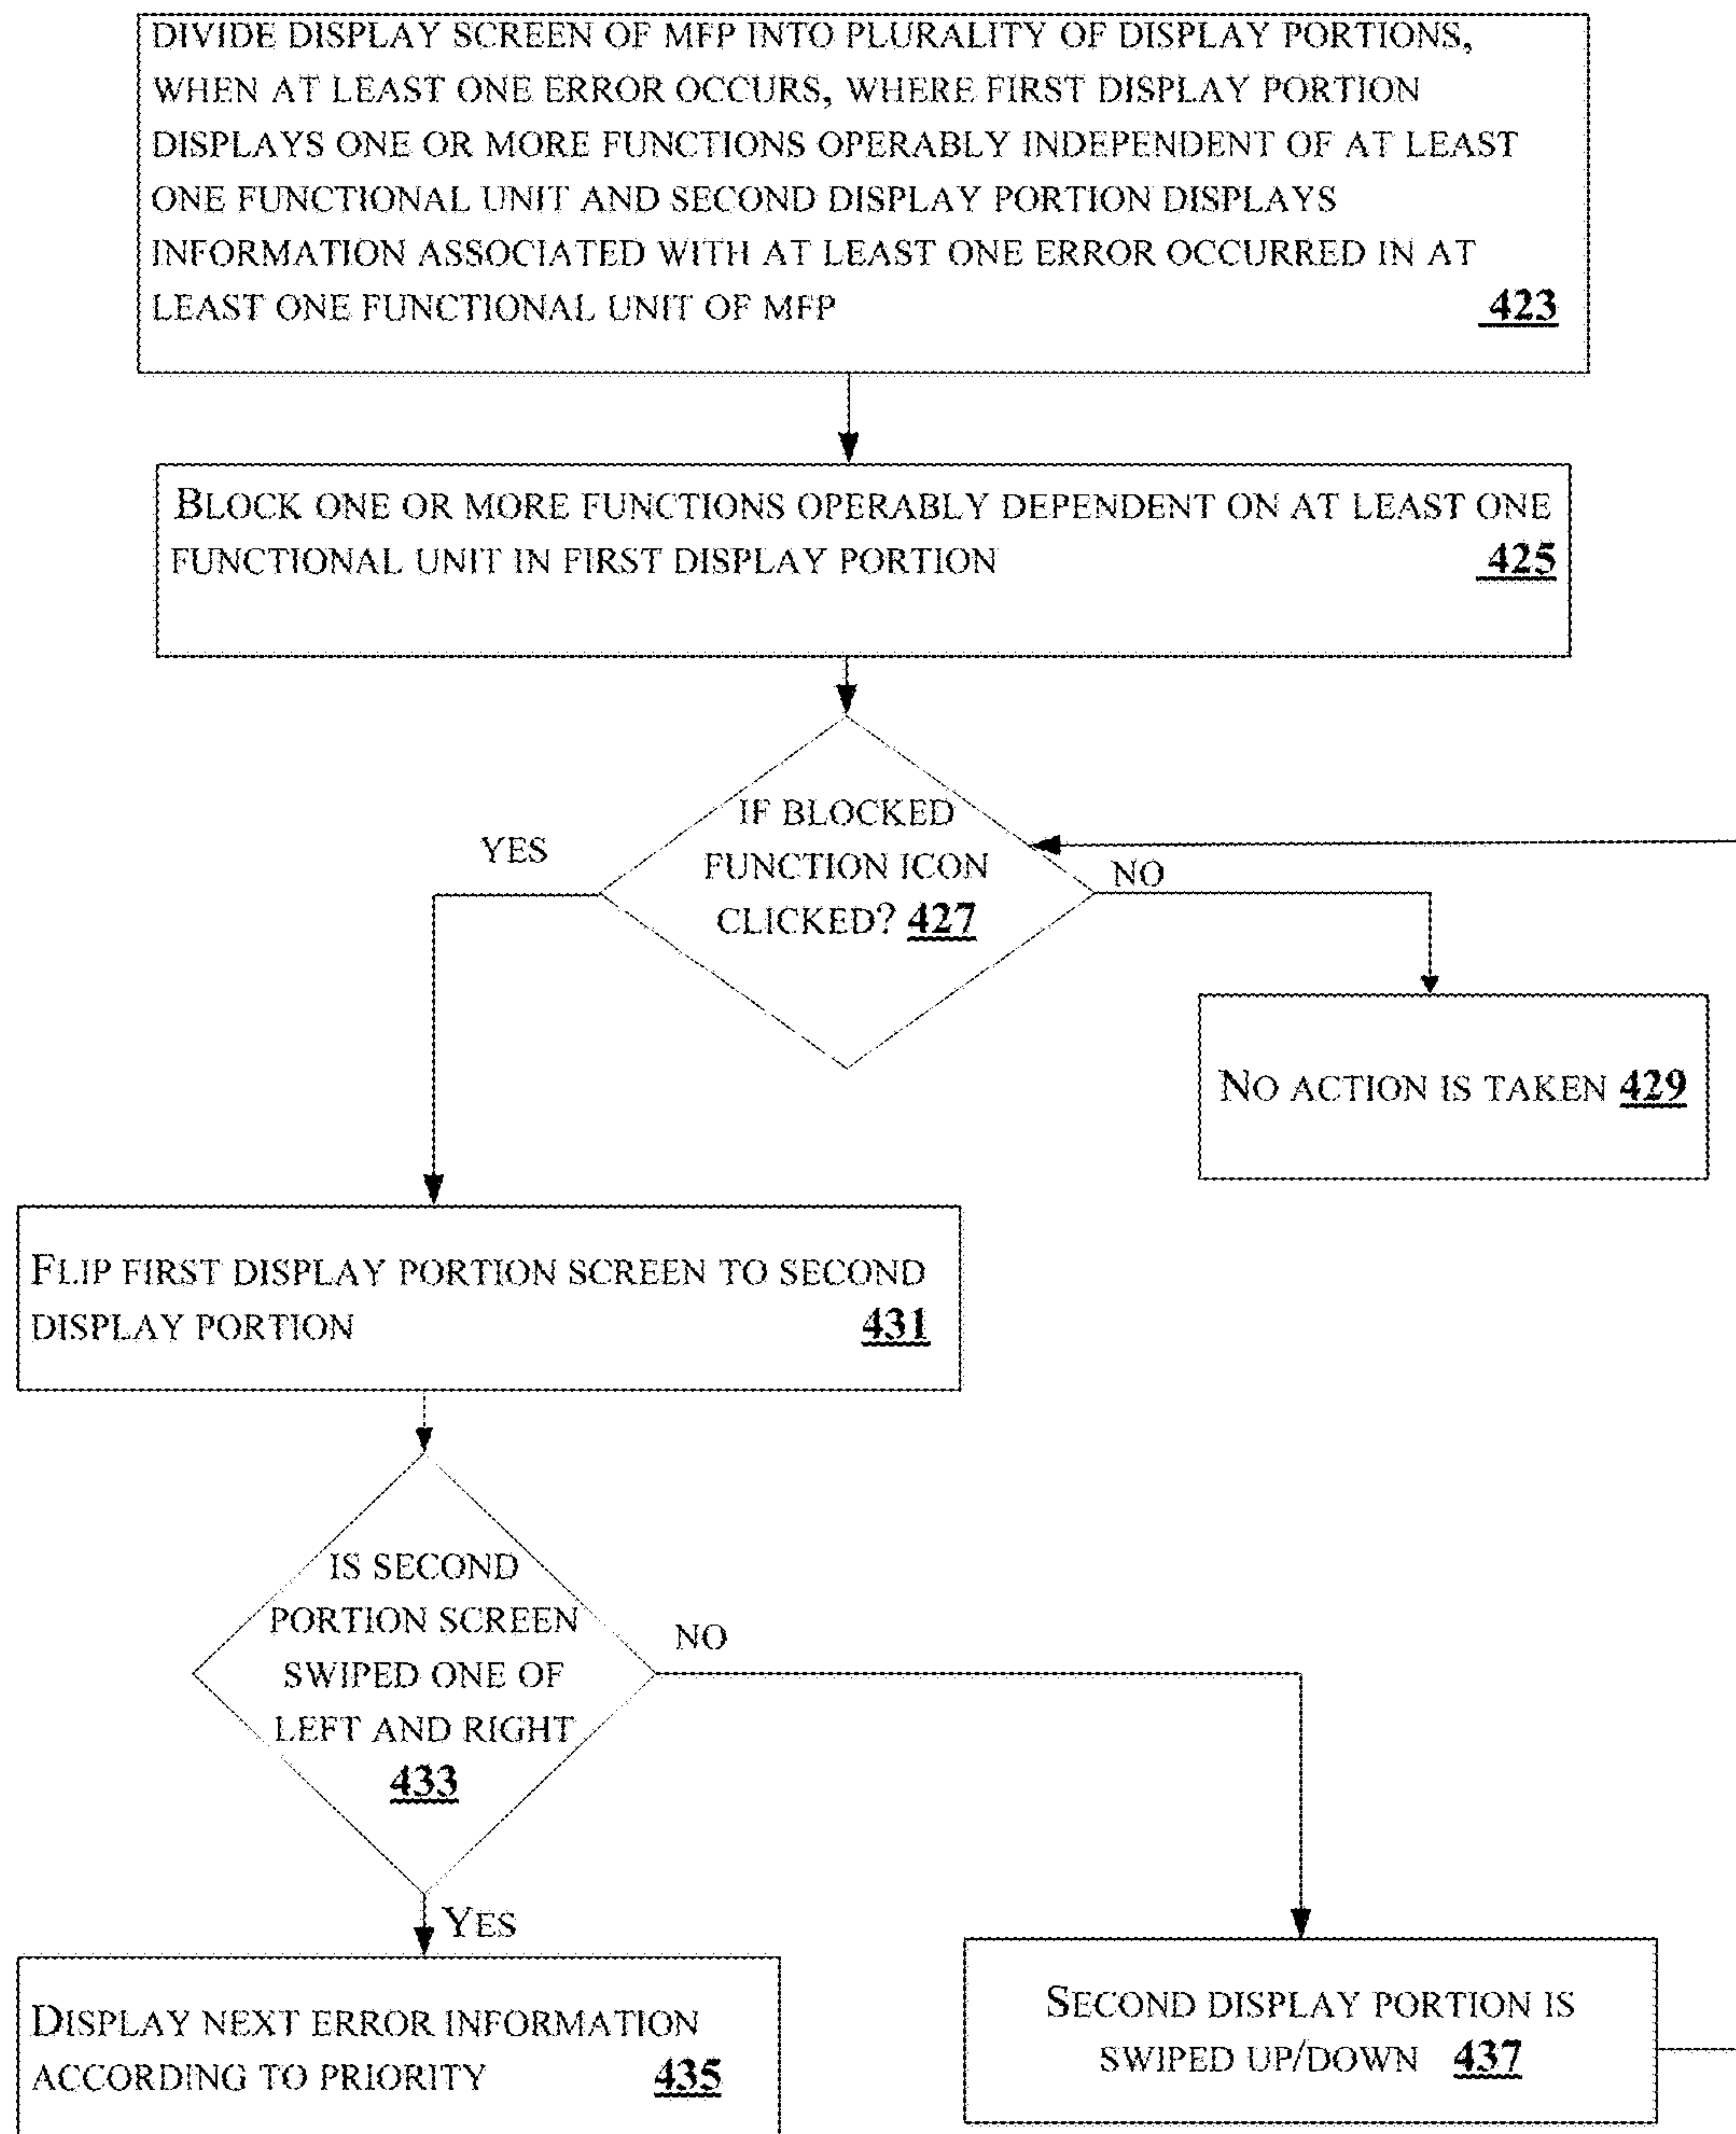 DIVIDE DISPLAY SCREEN OF MFP INTO PLURALITY OF DISPLAY PORTIONS,
WHEN AT LEAST ONE ERROR OCCURS, WHERE FIRST DISPLAY PORTION
DISPLAYS ONE OR MORE FUNCTIONS OPERABLY INDEPENDENT OF AT LEAST
ONE FUNCTIONAL UNIT AND SECOND DISPLAY PORTION DISPLAYS
INFORMATION ASSOCIATED WITH AT LEAST ONE ERROR OCCURRED IN AT
LEAST ONE FUNCTIONAL UNIT OF MFP 423
BLOCK ONE OR MORE FUNCTIONS OPERABLY DEPENDENT ON AT LEAST ONE
FUNCTIONAL UNIT IN FIRST DISPLAY PORTION 425
IF BLOCKED
FUNCTION ICON
CLICKED? 427
YES
NO
NO ACTION IS TAKEN 429
FLIP FIRST DISPLAY PORTION SCREEN TO SECOND
DISPLAY PORTION 431
IS SECOND
PORTION SCREEN
SWIPED ONE OF
LEFT AND RIGHT
433
NO
YES
DISPLAY NEXT ERROR INFORMATION
ACCORDING TO PRIORITY 435
SECOND DISPLAY PORTION IS
SWIPED UP/DOWN 437